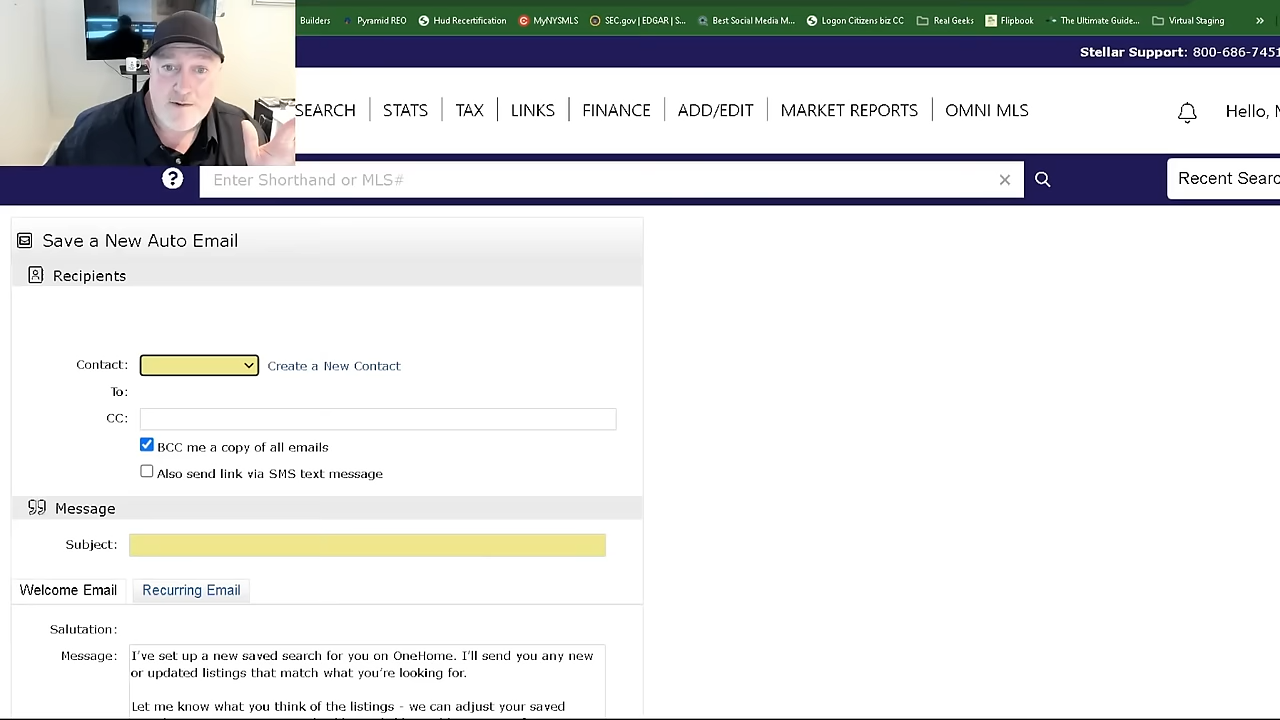 Builders Pyramid REO Hud Recertification MyNYSMLS SEC.gov | EDGAR | S... Best Social Media M... Citizens biz CC Real Geeks Flipbook The Ultimate Guide... Virtual Staging »
Stellar Support: 800-686-7451
SEARCH STATS TAX LINKS FINANCE ADD/EDIT MARKET REPORTS OMNI MLS Hello,
? Enter Shorthand or MLS# Recent Searc
Save a New Auto Email
Recipients
Contact: Create a New Contact
To:
CC:
BCC me a copy of all emails
Also send link via SMS text message
Message
Subject:
Welcome Email Recurring Email
Salutation:
Message: I've set up a new saved search for you on OneHome. I'll send you any new
or updated listings that match what you're looking for.
Let me know what you think of the listings - we can adjust your saved